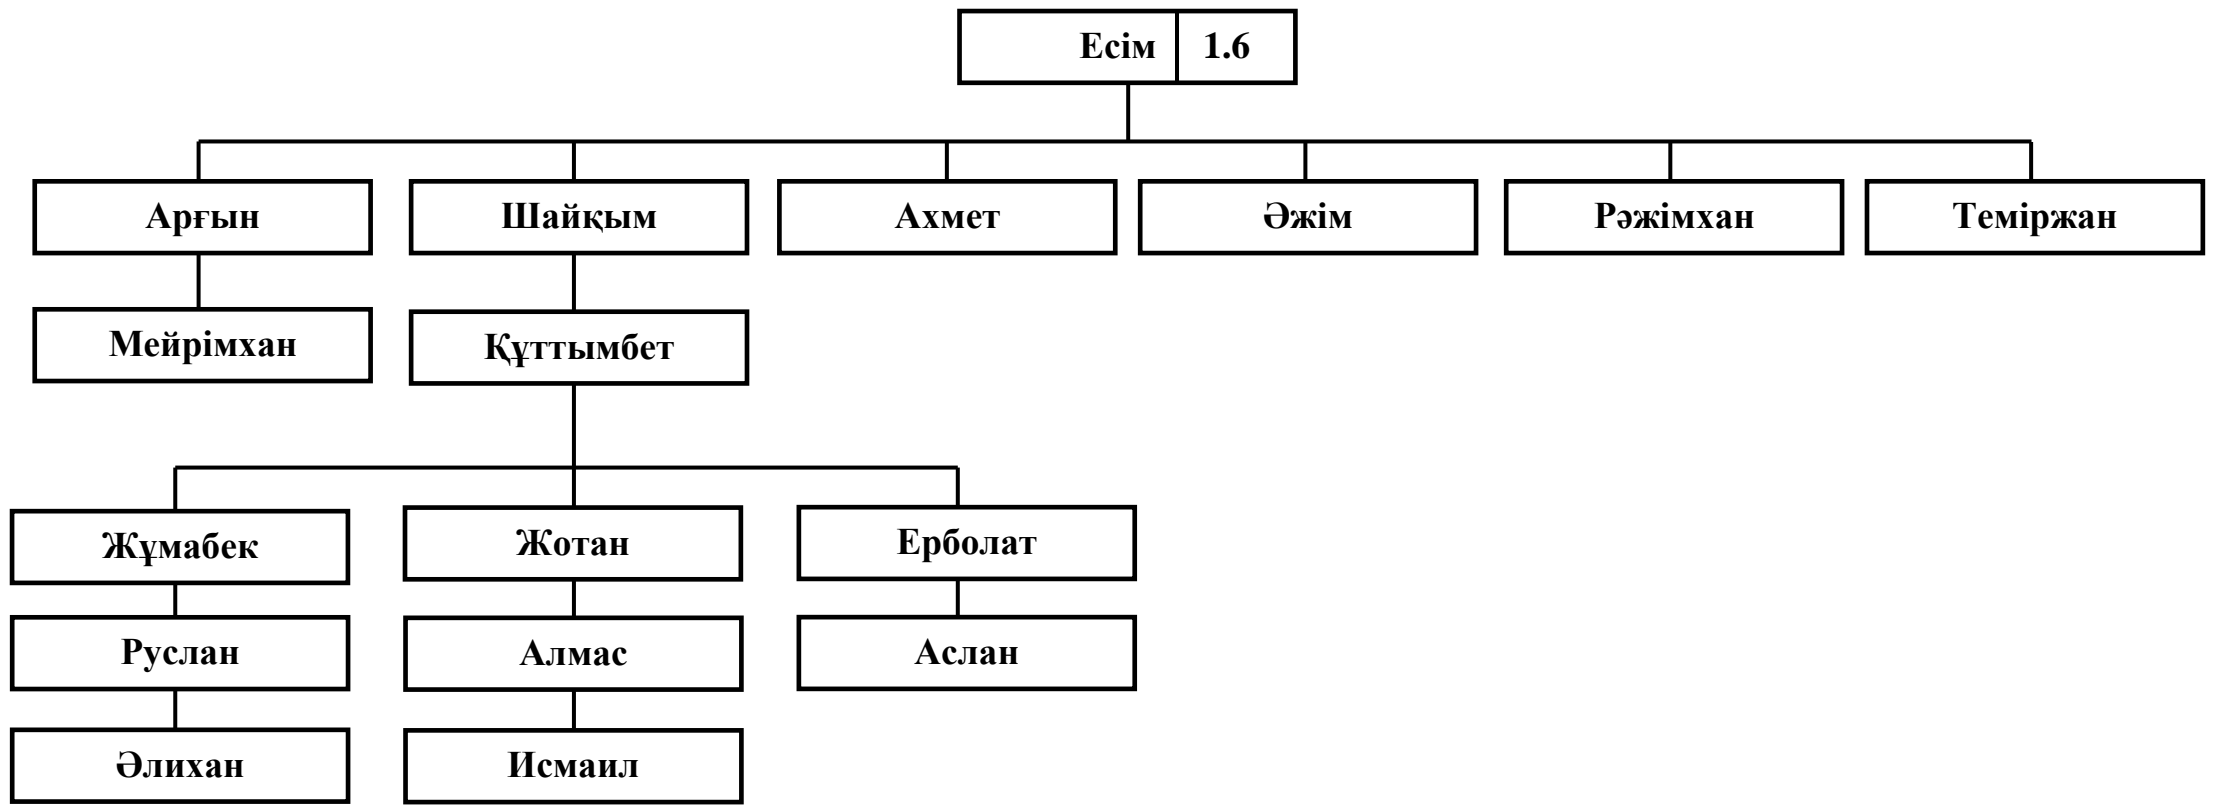 Есім 1.6
Арғын Шайқым Ахмет Әжім Рәжімхан Теміржан
Мейрімхан Құттымбет
Жұмабек Жотан Ерболат
Руслан Алмас Аслан
Әлихан Исмаил